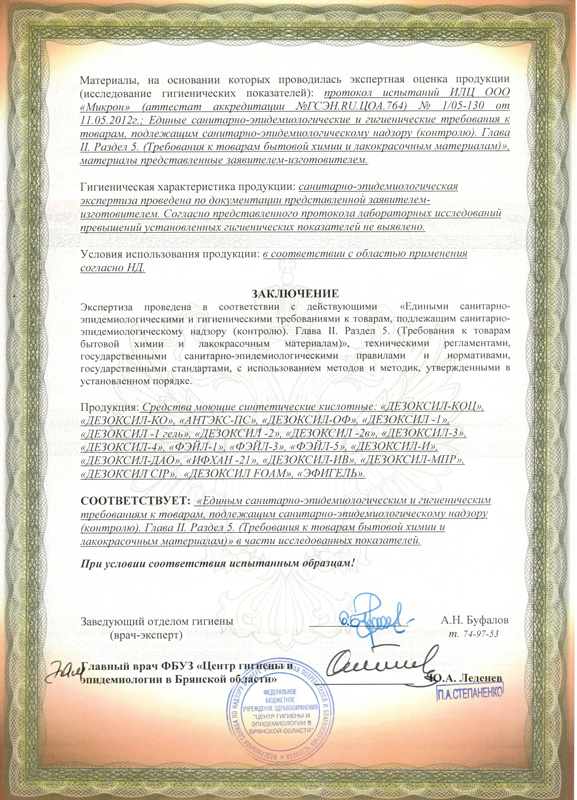 Материалы, на основании которых проводилась экспертная оценка продукции
(исследование гигиенических показателей): протокол испытаний ИЛЦ ООО
«Микрон» (аттестат аккредитации №ГСЭН.RU.ЦОА.764) № 1/05-130 от
11.05.2012г.; Единые санитарно-эпидемиологические и гигиенические требования к
товарам, подлежащим санитарно-эпидемиологическому надзору (контролю). Глава
II. Раздел 5. (Требования к товарам бытовой химии и лакокрасочным материалам)»,
материалы представленные заявителем-изготовителем.
Гигиеническая характеристика продукции: санитарно-эпидемиологическая
экспертиза проведена по документации представленной заявителем-
изготовителем. Согласно представленного протокола лабораторных исследований
превышений установленных гигиенических показателей не выявлено.
Условия использования продукции: в соответствии с областью применения
согласно НД.
ЗАКЛЮЧЕНИЕ
Экспертиза проведена в соответствии с действующими «Едиными санитарно-
эпидемиологическими и гигиеническими требованиями к товарам, подлежащим санитарно-
эпидемиологическому надзору (контролю). Глава II. Раздел 5. (Требования к товарам
бытовой химии и лакокрасочным материалам)», техническими регламентами,
государственными санитарно-эпидемиологическими правилами и нормативами,
государственными стандартами, с использованием методов и методик, утвержденными в
установленном порядке.
Продукция: Средства моющие синтетические кислотные: «ДЕЗОКСИЛ-КОЦ»,
«ДЕЗОКСИЛ-КО», «АНТЭКС-ПС», «ДЕЗОКСИЛ-ОФ», «ДЕЗОКСИЛ -1»,
«ДЕЗОКСИЛ -1 гель», «ДЕЗОКСИЛ -2», «ДЕЗОКСИЛ -2в», «ДЕЗОКСИЛ-3»,
«ДЕЗОКСИЛ-4», «ФЭЙЛ-1», «ФЭЙЛ-3», «ФЭЙЛ-5», «ДЕЗОКСИЛ-И»,
«ДЕЗОКСИЛ-ДАО», «ИФХАН -21», «ДЕЗОКСИЛ-НВ», «ДЕЗОКСИЛ-МПР»,
«ДЕЗОКСИЛ CIP», «ДЕЗОКСИЛ FOAM», «ЭФИГЕЛЬ».
СООТВЕТСТВУЕТ: «Единым санитарно-эпидемиологическим и гигиеническим
требованиям к товарам, подлежащим санитарно-эпидемиологическому надзору
(контролю). Глава II. Раздел 5. (Требования к товарам бытовой химии и
лакокрасочным материалам)» в части исследованных показателей.
При условии соответствия испытанным образцам!
Заведующий отделом гигиены А.Н. Буфалов
(врач-эксперт) т. 74-97-53
Зам Главный врач ФБУЗ «Центр гигиены и
эпидемиологии в Брянской области» Ю.А. Леденев
П.А.СТЕПАНЕНКО
ФЕДЕРАЛЬНОЕ
БЮДЖЕТНОЕ
УЧРЕЖДЕНИЕ ЗДРАВООХРАНЕНИЯ
"ЦЕНТР ГИГИЕНЫ И
ЭПИДЕМИОЛОГИИ В
БРЯНСКОЙ ОБЛАСТИ"